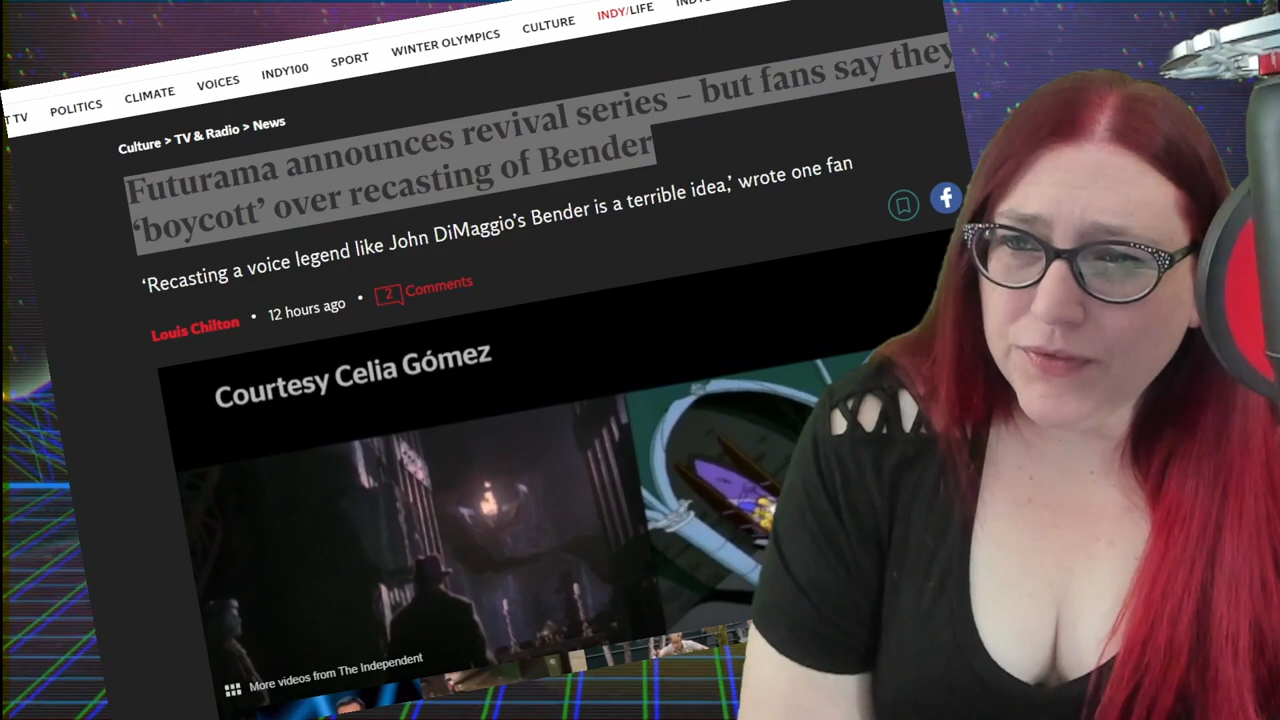 T TV POLITICS CLIMATE VOICES INDY100 SPORT WINTER OLYMPICS CULTURE INDY/LIFE
Culture > TV & Radio > News
Futurama announces revival series – but fans say they
‘boycott’ over recasting of Bender
‘Recasting a voice legend like John DiMaggio’s Bender is a terrible idea,’ wrote one fan
Louis Chilton • 12 hours ago • 2 Comments
f
Courtesy Celia Gómez
More videos from The Independent